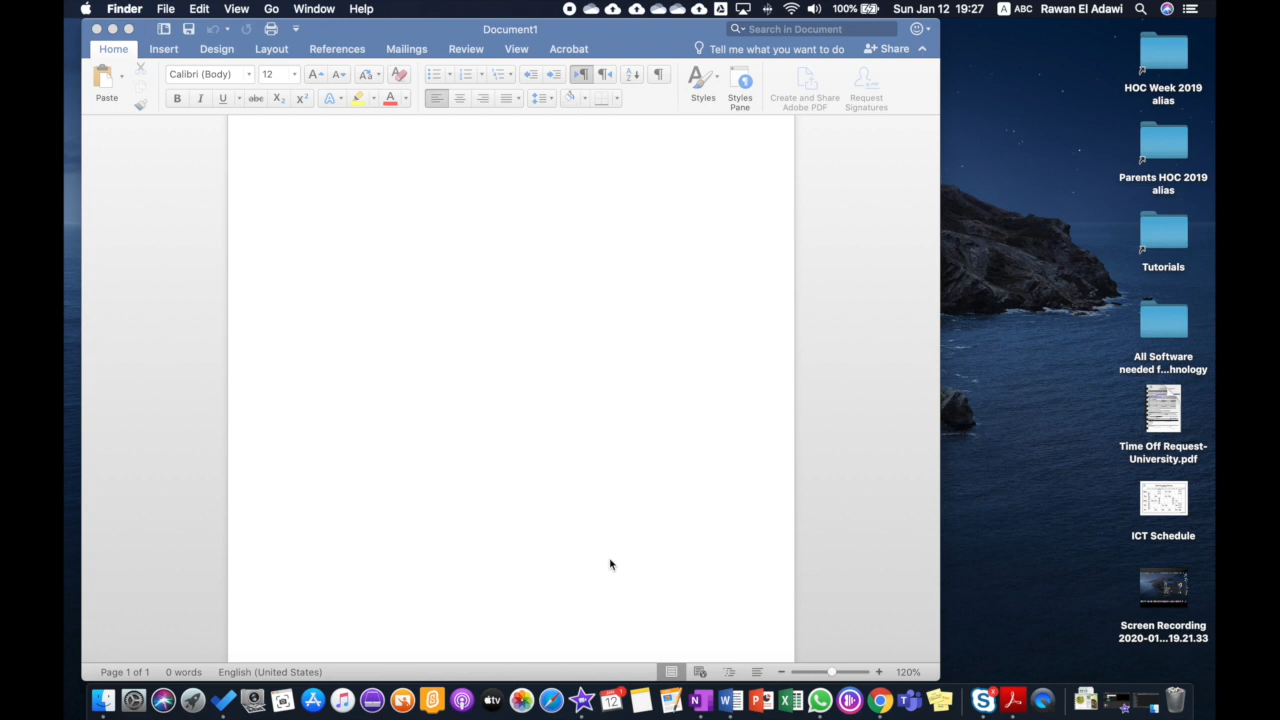 Finder File Edit View Go Window Help 100% Sun Jan 12 19:27 A ABC Rawan El Adawi
Document1 Search in Document
Home Insert Design Layout References Mailings Review View Acrobat Tell me what you want to do Share
Paste Calibri (Body) 12 Styles Styles Pane Create and Share Adobe PDF Request Signatures
HOC Week 2019
alias
Parents HOC 2019
alias
Tutorials
All Software
needed f...hnology
Time Off Request-
University.pdf
ICT Schedule
Screen Recording
2020-01...19.21.33
Page 1 of 1 0 words English (United States) 120%